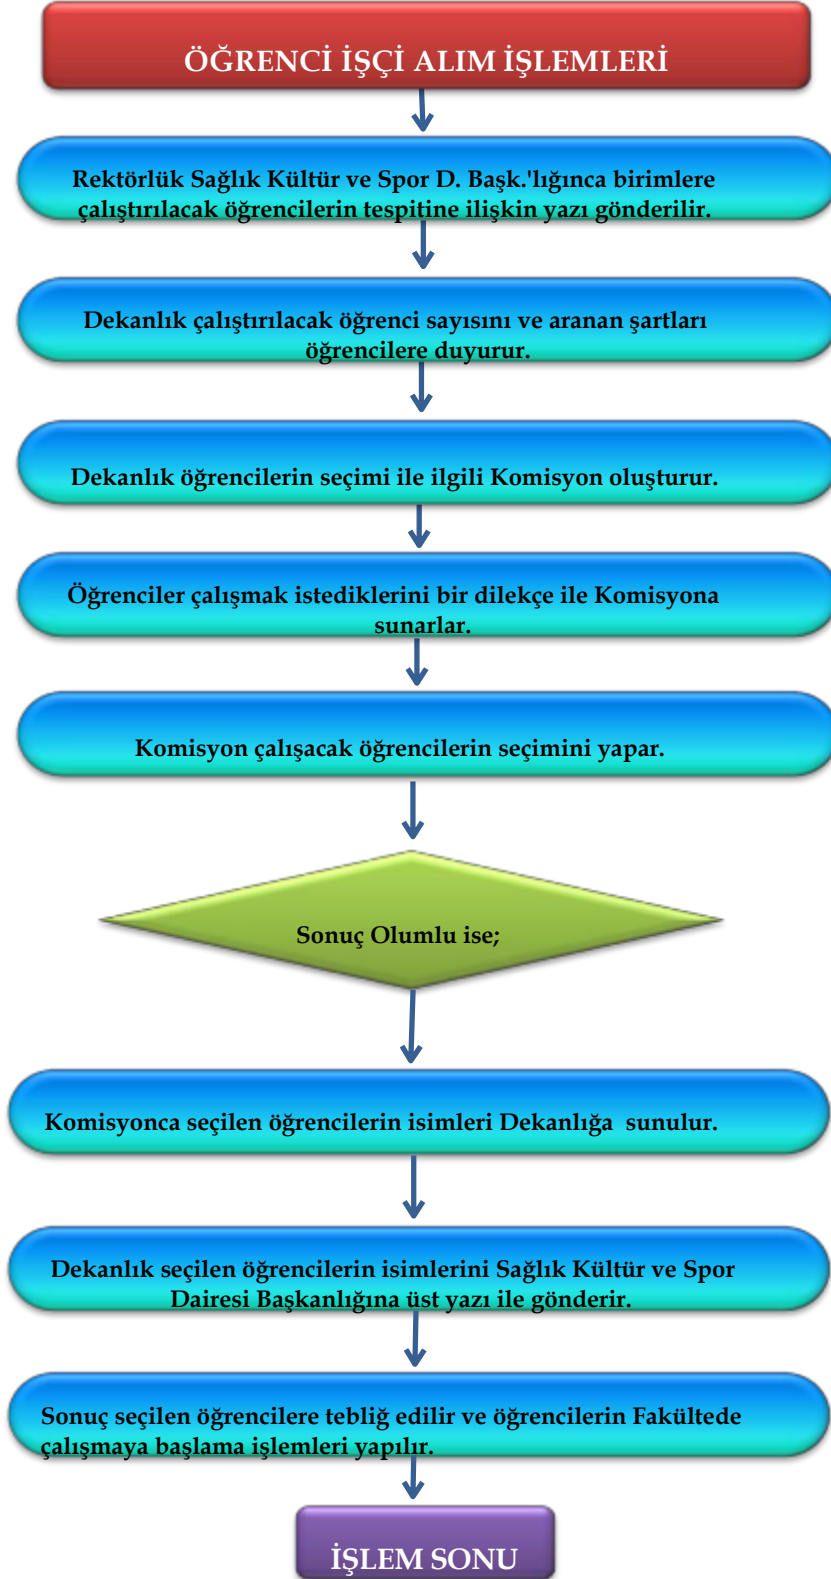 ÖĞRENCİ İŞÇİ ALIM İŞLEMLERİ
Rektörlük Sağlık Kültür ve Spor D. Başk.'lığınca birimlere
çalıştırılacak öğrencilerin tespitine ilişkin yazı gönderilir.
Dekanlık çalıştırılacak öğrenci sayısını ve aranan şartları
öğrencilere duyurur.
Dekanlık öğrencilerin seçimi ile ilgili Komisyon oluşturur.
Öğrenciler çalışmak istediklerini bir dilekçe ile Komisyona
sunarlar.
Komisyon çalışacak öğrencilerin seçimini yapar.
Sonuç Olumlu ise;
Komisyonca seçilen öğrencilerin isimleri Dekanlığa sunulur.
Dekanlık seçilen öğrencilerin isimlerini Sağlık Kültür ve Spor
Dairesi Başkanlığına üst yazı ile gönderir.
Sonuç seçilen öğrencilere tebliğ edilir ve öğrencilerin Fakültede
çalışmaya başlama işlemleri yapılır.
İŞLEM SONU